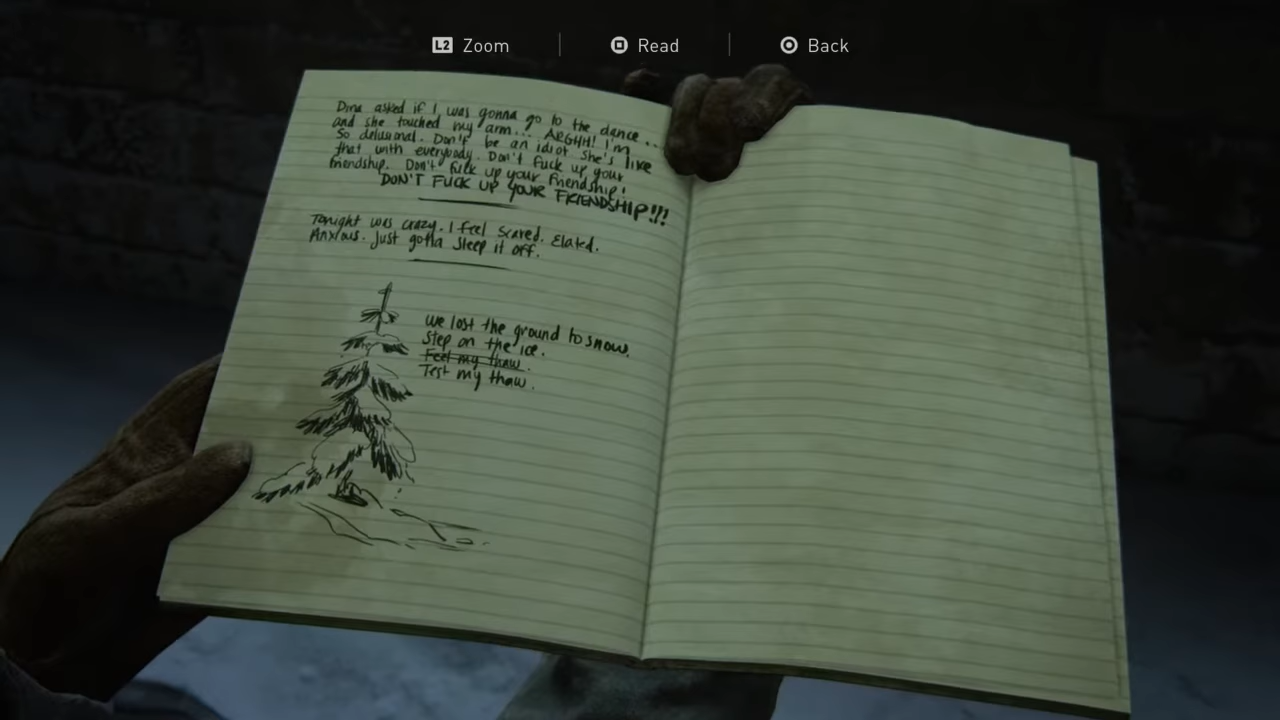 L2 Zoom | Read | Back
Dina asked if I was gonna go to the dance...
and she touched my arm... ARGHH! I'm
so delusional. Don't be an idiot she's like
that with everybody. Don't fuck up your
friendship. Don't fuck up your friendship!
DON'T FUCK UP YOUR FRIENDSHIP!!!
Tonight was crazy. I feel scared. Elated.
Anxious. Just gotta sleep it off.
We lost the ground to snow.
Step on the ice.
Feel my thaw.
Test my thaw.